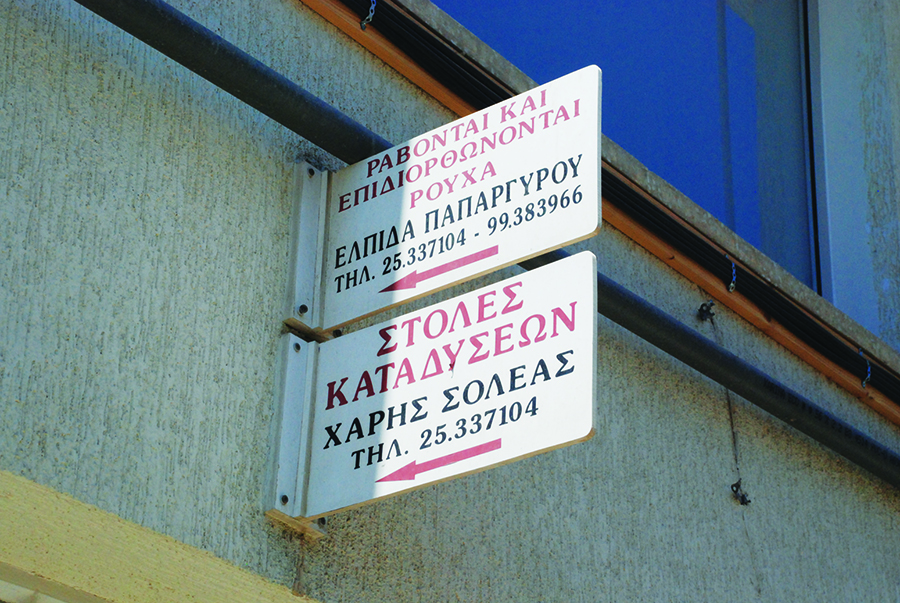 ΡΑΒΟΝΤΑΙ ΚΑΙ
ΕΠΙΔΙΟΡΘΩΝΟΝΤΑΙ
ΡΟΥΧΑ
ΕΛΠΙΔΑ ΠΑΠΑΡΓΥΡΟΥ
ΤΗΛ. 25.337104 - 99.383966
ΣΤΟΛΕΣ
ΚΑΤΑΔΥΣΕΩΝ
ΧΑΡΗΣ ΣΟΛΕΑΣ
ΤΗΛ. 25.337104